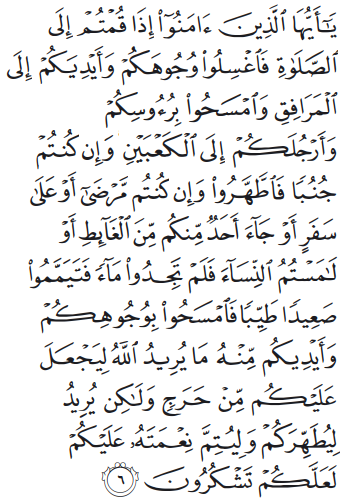 يَٰٓأَيُّهَا ٱلَّذِينَ ءَامَنُوٓا۟ إِذَا قُمْتُمْ إِلَى
ٱلصَّلَوٰةِ فَٱغْسِلُوا۟ وُجُوهَكُمْ وَأَيْدِيَكُمْ إِلَى
ٱلْمَرَافِقِ وَٱمْسَحُوا۟ بِرُءُوسِكُمْ
وَأَرْجُلَكُمْ إِلَى ٱلْكَعْبَيْنِ وَإِن كُنتُمْ
جُنُبًا فَٱطَّهَّرُوا۟ وَإِن كُنتُم مَّرْضَىٰٓ أَوْ عَلَىٰ
سَفَرٍ أَوْ جَآءَ أَحَدٌ مِّنكُم مِّنَ ٱلْغَآئِطِ أَوْ
لَٰمَسْتُمُ ٱلنِّسَآءَ فَلَمْ تَجِدُوا۟ مَآءً فَتَيَمَّمُوا۟
صَعِيدًا طَيِّبًا فَٱمْسَحُوا۟ بِوُجُوهِكُمْ
وَأَيْدِيكُم مِّنْهُ مَا يُرِيدُ ٱللَّهُ لِيَجْعَلَ
عَلَيْكُم مِّنْ حَرَجٍ وَلَٰكِن يُرِيدُ
لِيُطَهِّرَكُمْ وَلِيُتِمَّ نِعْمَتَهُۥ عَلَيْكُمْ
لَعَلَّكُمْ تَشْكُرُونَ ٦